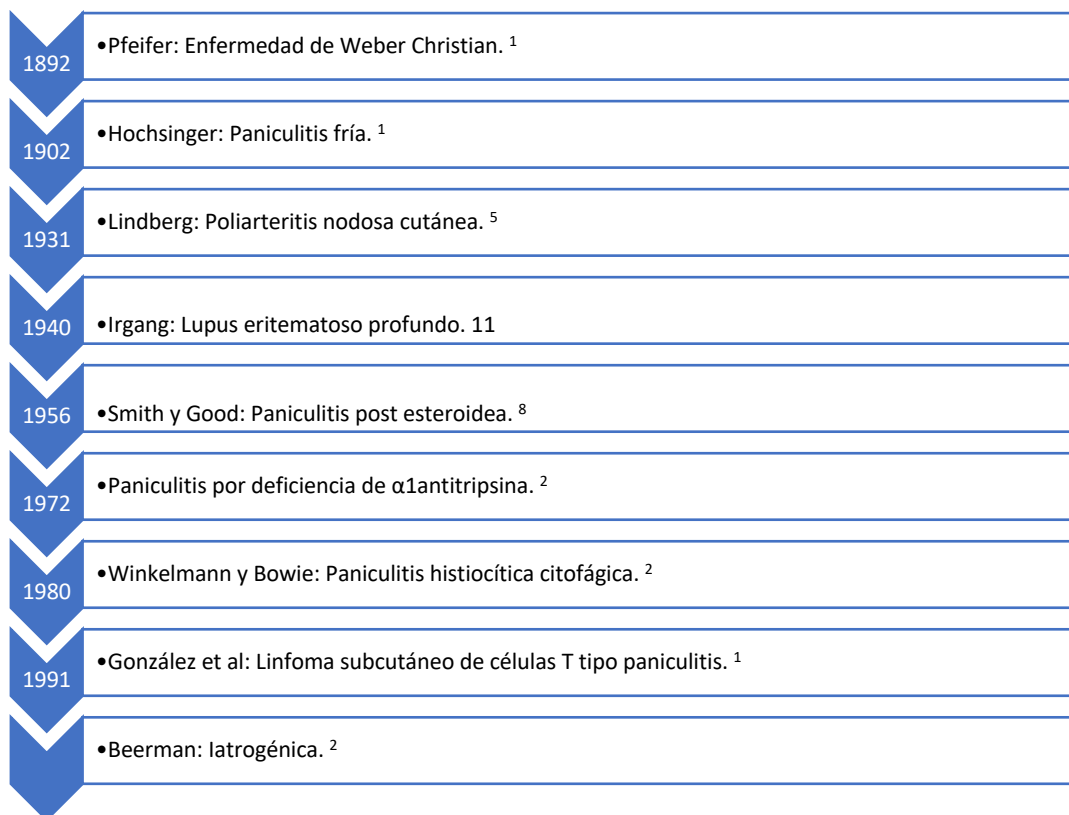 1892
•Pfeifer: Enfermedad de Weber Christian. ¹
1902
•Hochsinger: Paniculitis fría. ¹
1931
•Lindberg: Poliarteritis nodosa cutánea. ⁵
1940
•Irgang: Lupus eritematoso profundo. 11
1956
•Smith y Good: Paniculitis post esteroidea. ⁸
1972
•Paniculitis por deficiencia de α1antitripsina. ²
1980
•Winkelmann y Bowie: Paniculitis histiocítica citofágica. ²
1991
•González et al: Linfoma subcutáneo de células T tipo paniculitis. ¹
•Beerman: Iatrogénica. ²